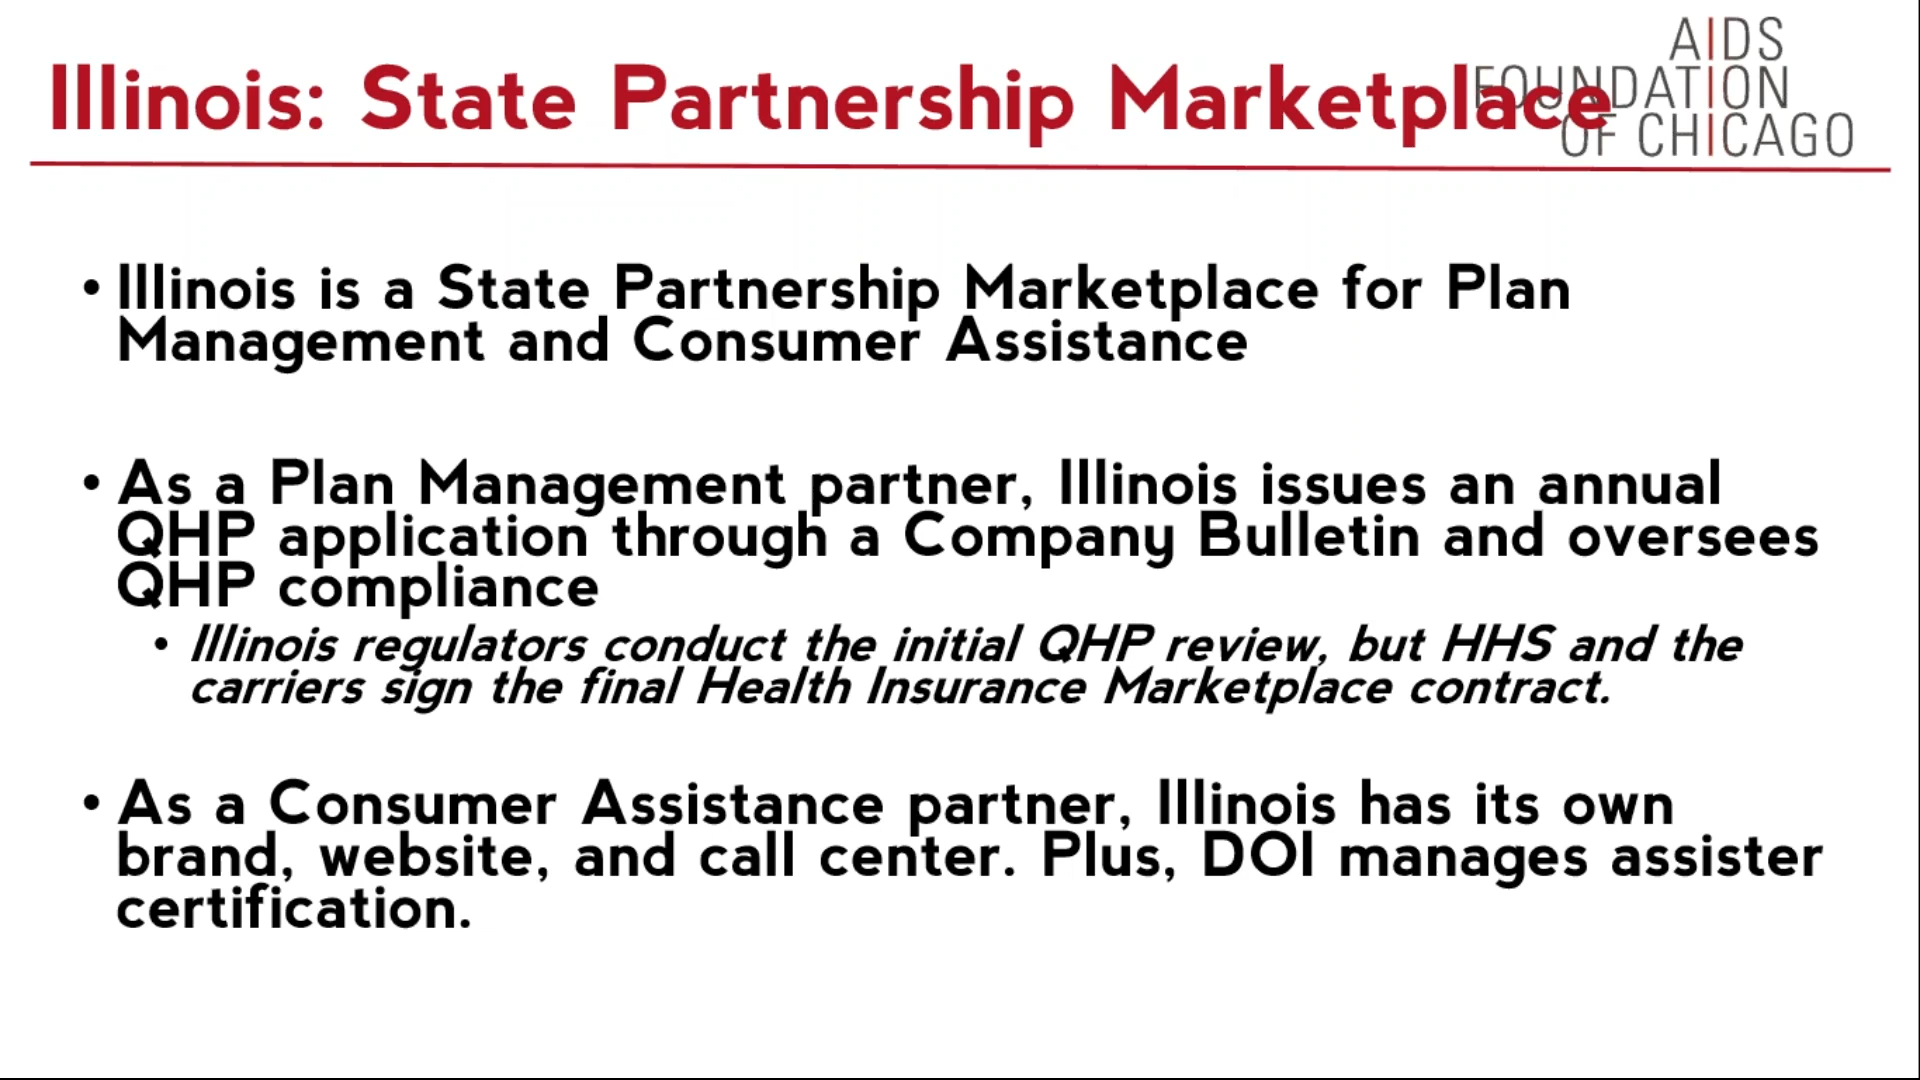 Illinois: State Partnership Marketplace
AIDS
FOUNDATION
OF CHICAGO
• Illinois is a State Partnership Marketplace for Plan
Management and Consumer Assistance
• As a Plan Management partner, Illinois issues an annual
QHP application through a Company Bulletin and oversees
QHP compliance
• Illinois regulators conduct the initial QHP review, but HHS and the
carriers sign the final Health Insurance Marketplace contract.
• As a Consumer Assistance partner, Illinois has its own
brand, website, and call center. Plus, DOI manages assister
certification.